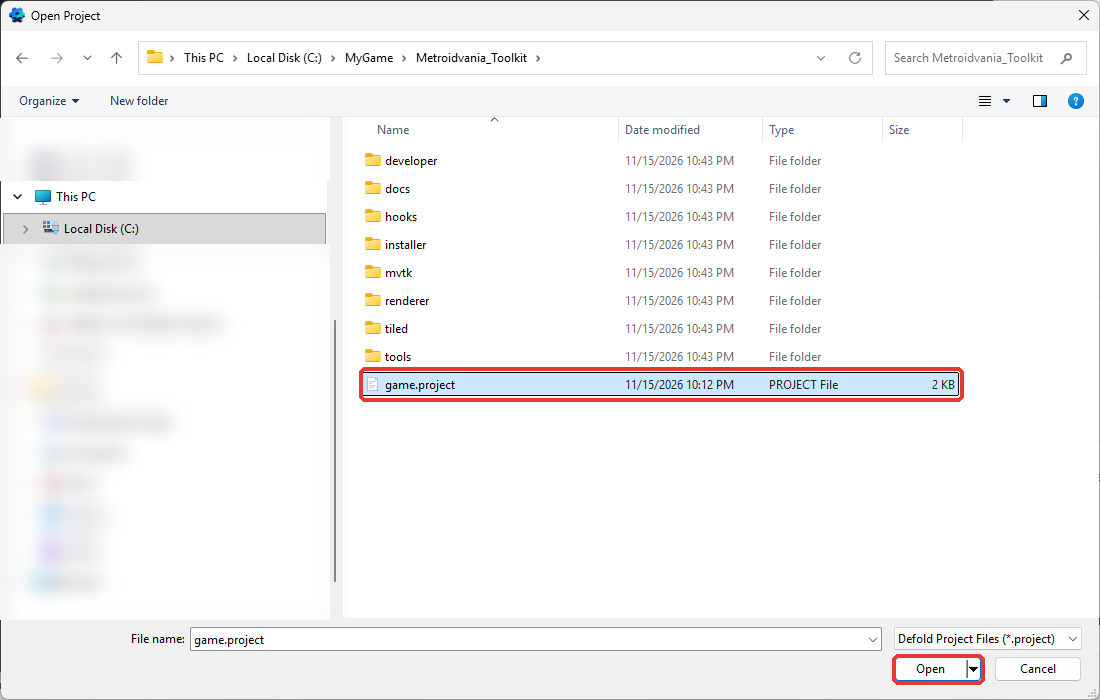 Open Project
This PC
Local Disk (C:)
MyGame
Metroidvania_Toolkit
Search Metroidvania_Toolkit
Organize
New folder
?
Name
Date modified
Type
Size
This PC
Local Disk (C:)
developer 11/15/2026 10:43 PM File folder
docs 11/15/2026 10:43 PM File folder
hooks 11/15/2026 10:43 PM File folder
installer 11/15/2026 10:43 PM File folder
mvtk 11/15/2026 10:43 PM File folder
renderer 11/15/2026 10:43 PM File folder
tiled 11/15/2026 10:43 PM File folder
tools 11/15/2026 10:43 PM File folder
game.project 11/15/2026 10:12 PM PROJECT File 2 KB
File name: game.project
Defold Project Files (*.project)
Open
Cancel